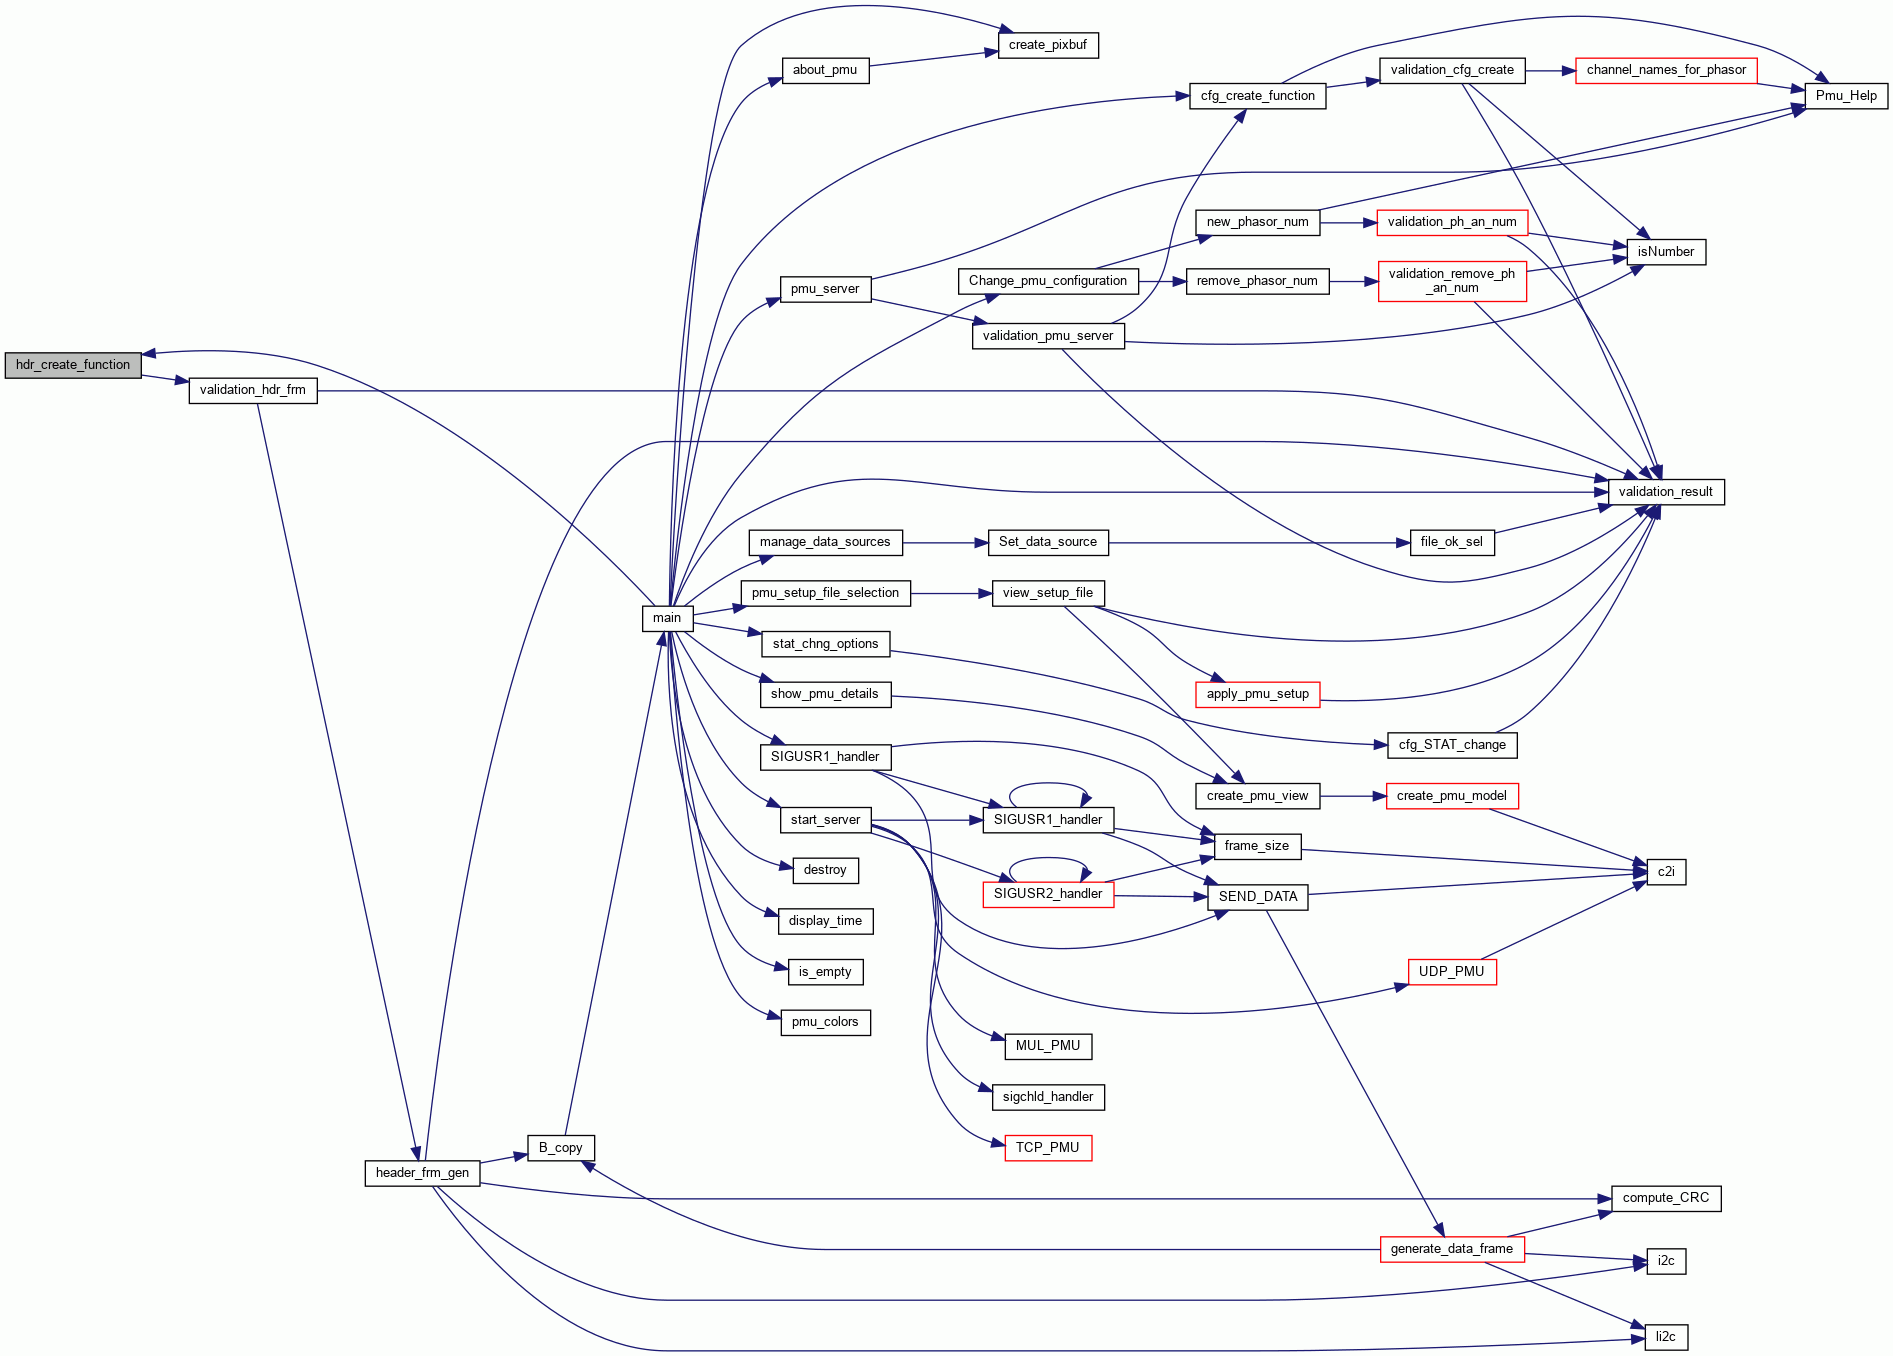 create_pixbuf
about_pmu
validation_cfg_create
channel_names_for_phasor
cfg_create_function
Pmu_Help
new_phasor_num
validation_ph_an_num
isNumber
Change_pmu_configuration
remove_phasor_num
validation_remove_ph
_an_num
pmu_server
validation_pmu_server
hdr_create_function
validation_hdr_frm
validation_result
manage_data_sources
Set_data_source
file_ok_sel
pmu_setup_file_selection
view_setup_file
main
stat_chng_options
show_pmu_details
apply_pmu_setup
cfg_STAT_change
SIGUSR1_handler
create_pmu_view
create_pmu_model
start_server
SIGUSR1_handler
frame_size
destroy
c2i
SIGUSR2_handler
SEND_DATA
display_time
is_empty
UDP_PMU
pmu_colors
MUL_PMU
sigchld_handler
B_copy
TCP_PMU
header_frm_gen
compute_CRC
generate_data_frame
i2c
li2c